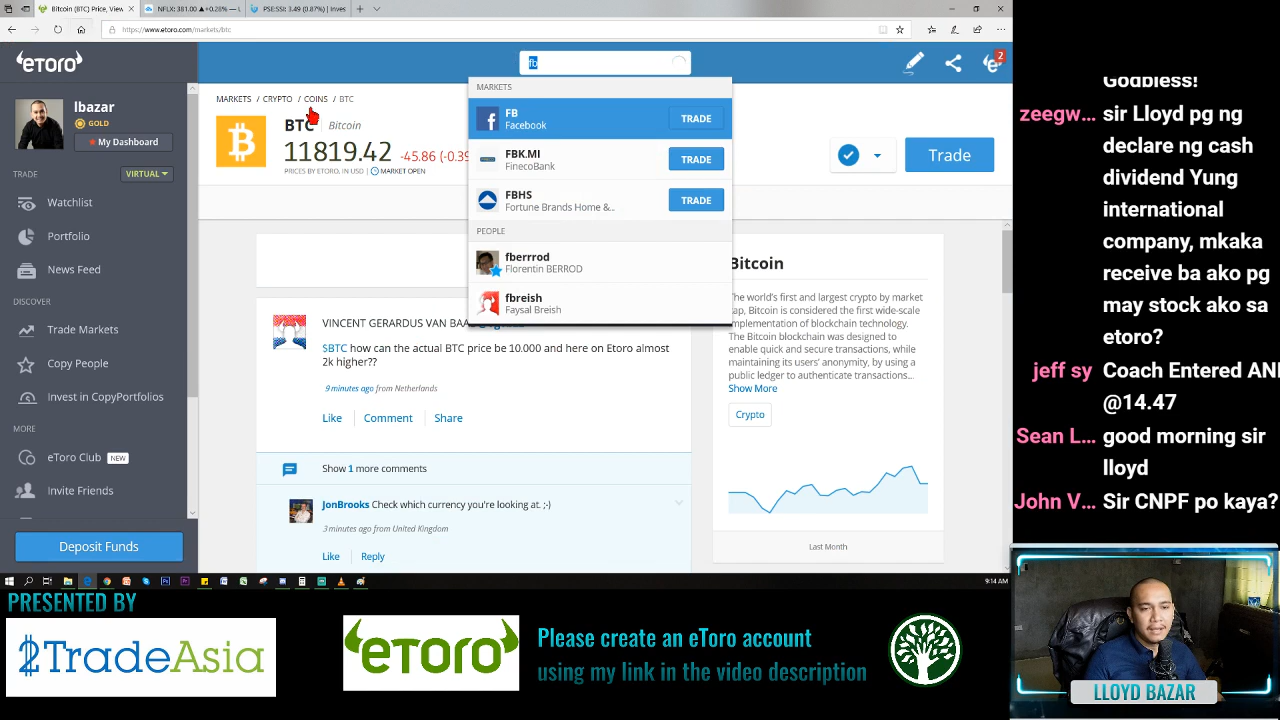 Bitcoin (BTC) Price, View
NFLX: 381.00 ▲+0.28% — U
PSE:SSI: 3.49 (0.87%) | Invest
https://www.etoro.com/markets/btc
eToro
fb
2
lbazar
GOLD
My Dashboard
TRADE
VIRTUAL
Watchlist
Portfolio
News Feed
DISCOVER
Trade Markets
Copy People
Invest in CopyPortfolios
MORE
eToro Club NEW
Invite Friends
Deposit Funds
MARKETS / CRYPTO / COINS / BTC
BTC Bitcoin
11819.42 -45.86 (-0.39
PRICES BY ETORO, IN USD | MARKET OPEN
Trade
MARKETS
FB
Facebook
TRADE
FBK.MI
FinecoBank
TRADE
FBHS
Fortune Brands Home &..
TRADE
PEOPLE
fberrrod
Florentin BERROD
fbreish
Faysal Breish
VINCENT GERARDUS VAN BAA
$BTC how can the actual BTC price be 10.000 and here on Etoro almost
2k higher??
9 minutes ago from Netherlands
Like Comment Share
Show 1 more comments
JonBrooks Check which currency you're looking at. ;-)
3 minutes ago from United Kingdom
Like Reply
Bitcoin
The world's first and largest crypto by market
cap, Bitcoin is considered the first wide-scale
implementation of blockchain technology.
The Bitcoin blockchain was designed to
enable quick and secure transactions, while
maintaining its users' anonymity, by using a
public ledger to authenticate transactions...
Show More
Crypto
Last Month
9:14 AM
Godbless!
zeegw... sir Lloyd pg ng
declare ng cash
dividend Yung
international
company, mkaka
receive ba ako pg
may stock ako sa
etoro?
jeff sy Coach Entered ANI
@14.47
Sean L... good morning sir
lloyd
John V... Sir CNPF po kaya?
PRESENTED BY
2TradeAsia
eToro
Please create an eToro account
using my link in the video description
LLOYD BAZAR